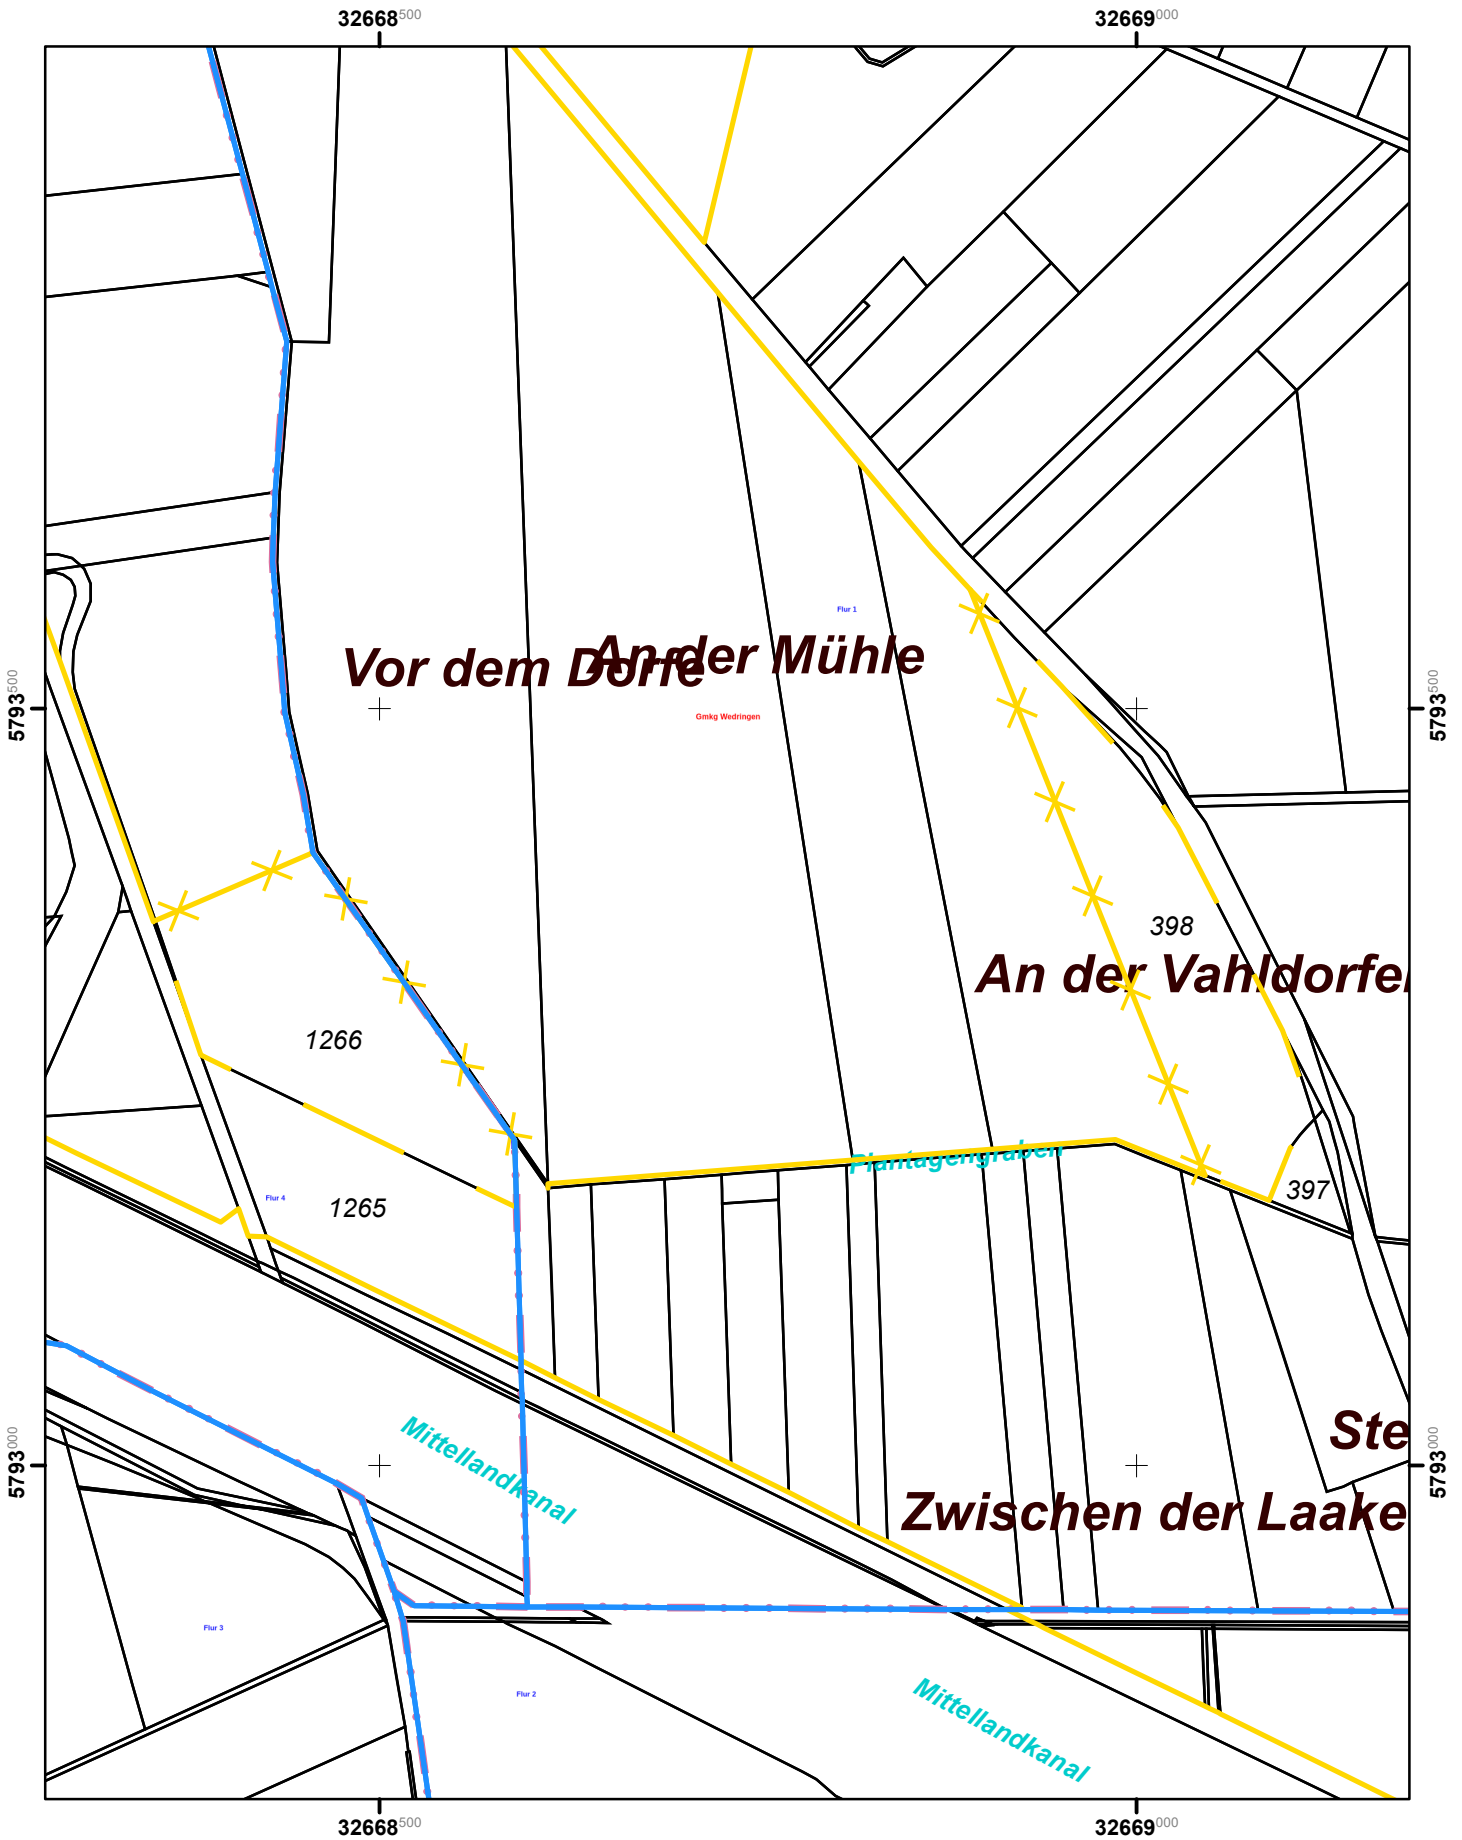 32668500
32669000
Flur 1
An der Mühle
Vor dem Dorfe
5793500
5793500
Gmkg Wedringen
398
An der Vahldorfer
1266
Plantagengraben
397
Flur 4
1265
Ste
Mittellandkanal
5793000
5793000
Zwischen der Laake
Flur 3
Flur 2
Mittellandkanal
32668500
32669000